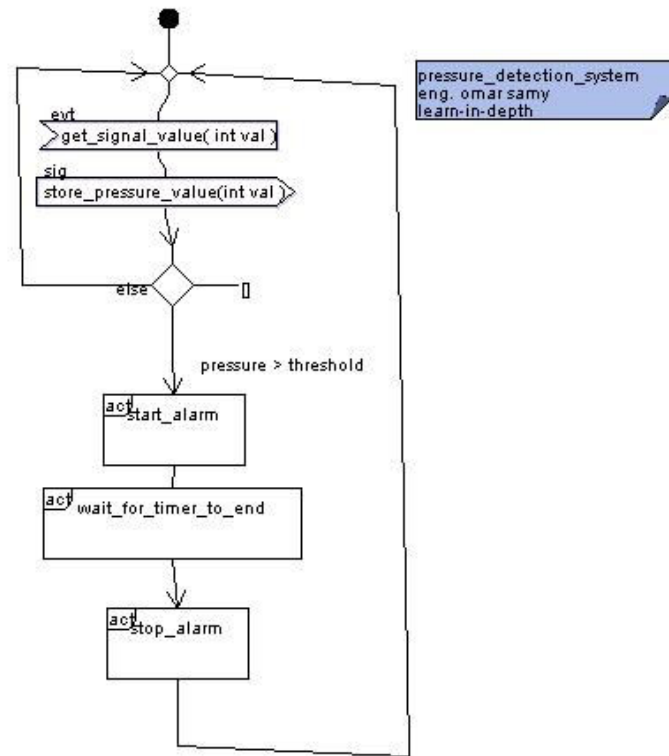 pressure_detection_system
eng. omar samy
learn-in-depth
evt
get_signal_value( int val )
sig
store_pressure_value(int val )
else
[]
pressure > threshold
act
start_alarm
act
wait_for_timer_to_end
act
stop_alarm